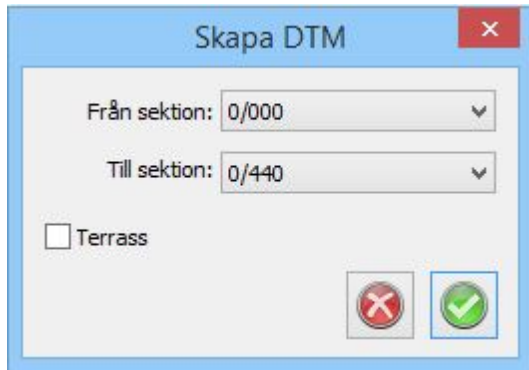 Skapa DTM
Från sektion: 0/000
Till sektion: 0/440
Terrass